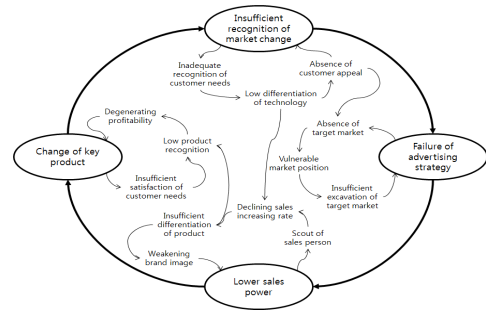 Insufficient
recognition of
market change
Inadequate
recognition of
customer needs
Absence of
customer appeal
Low differentiation
of technology
Degenerating
profitability
Absence of
target market
Low product
recognition
Change of key
product
Vulnerable
market position
Failure of
advertising
strategy
Insufficient
satisfaction of
customer needs
Insufficient
excavation of
target market
Insufficient
differentiation
of product
Declining sales
increasing rate
Scout of
sales person
Weakening
brand image
Lower sales
power